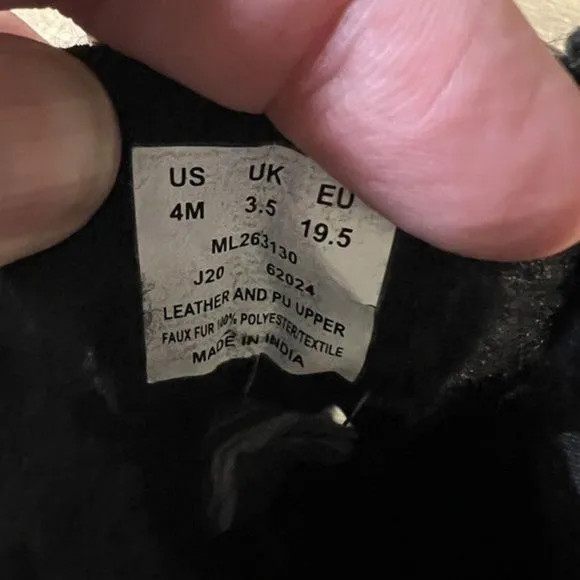 US UK EU
4M 3.5 19.5
ML263130
J20 62024
LEATHER AND PU UPPER
FAUX FUR 100% POLYESTER/TEXTILE
MADE IN INDIA